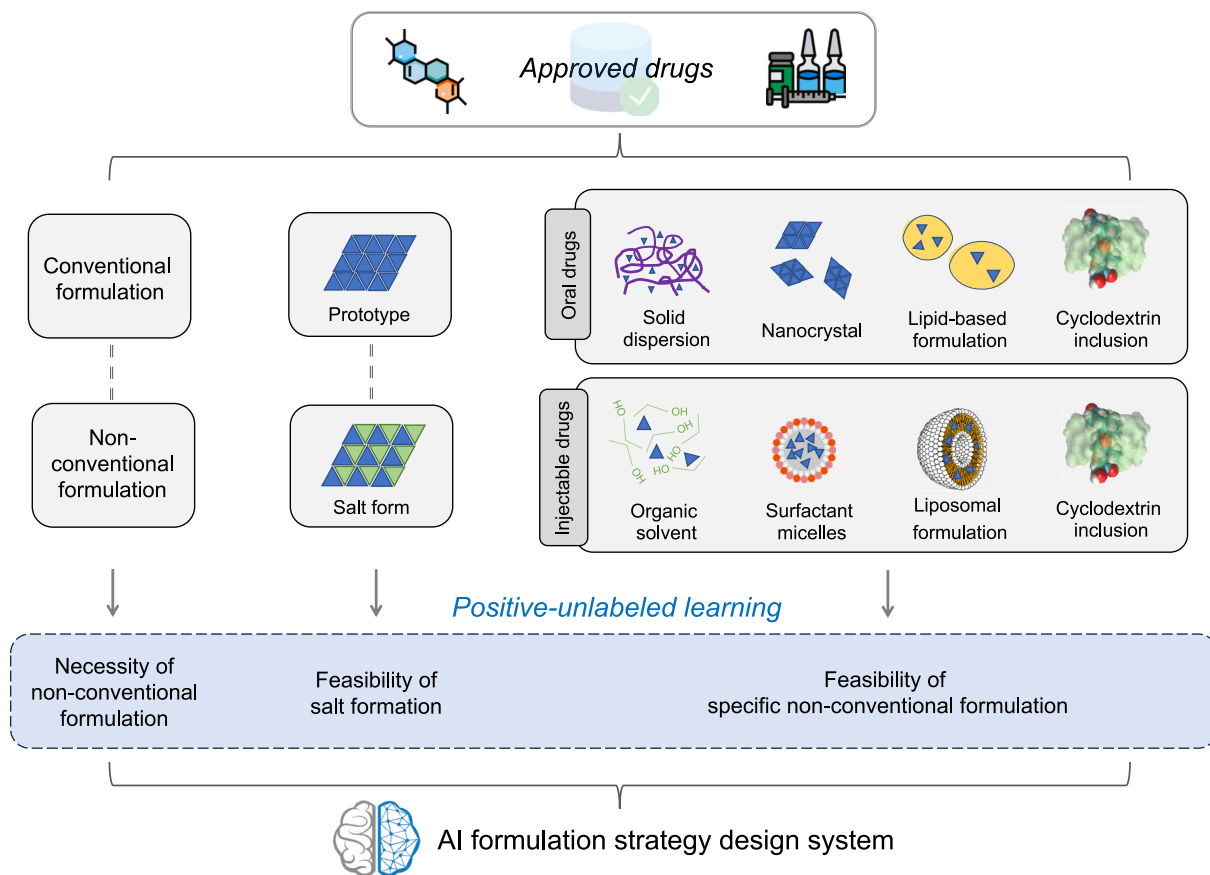 Approved drugs
Conventional
formulation
Non-
conventional
formulation
Prototype
Salt form
Oral drugs
Solid
dispersion
Nanocrystal
Lipid-based
formulation
Cyclodextrin
inclusion
Injectable drugs
HO
OH
OH
HO
HO
OH
HO
Organic
solvent
Surfactant
micelles
Liposomal
formulation
Cyclodextrin
inclusion
Positive-unlabeled learning
Necessity of
non-conventional
formulation
Feasibility of
salt formation
Feasibility of
specific non-conventional formulation
AI formulation strategy design system